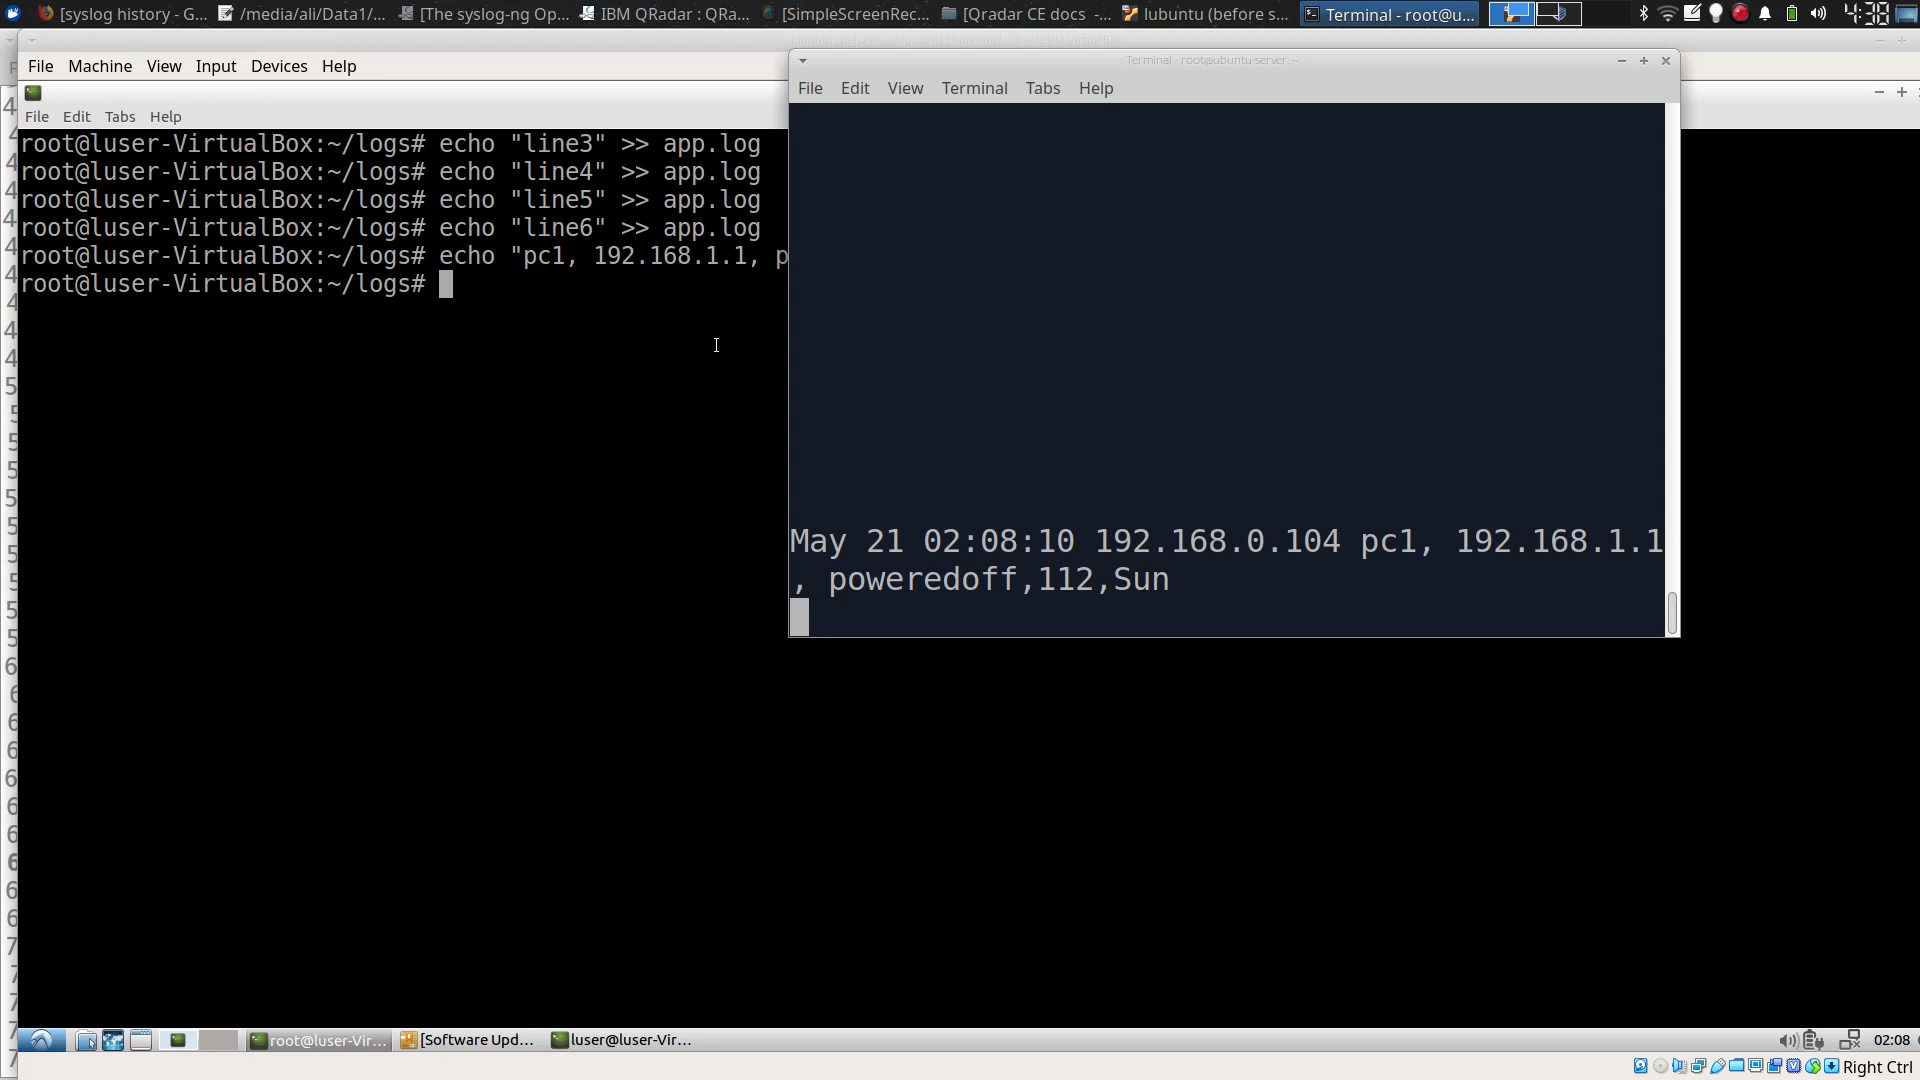 [syslog history - G... /media/ali/Data1/... [The syslog-ng Op... IBM QRadar : QRa... [SimpleScreenRec... [Qradar CE docs -... lubuntu (before s... Terminal - root@u... 4:38
File Machine View Input Devices Help
Terminal - root@ubuntu-server: ~
File Edit View Terminal Tabs Help
File Edit Tabs Help
root@luser-VirtualBox:~/logs# echo "line3" >> app.log
root@luser-VirtualBox:~/logs# echo "line4" >> app.log
root@luser-VirtualBox:~/logs# echo "line5" >> app.log
root@luser-VirtualBox:~/logs# echo "line6" >> app.log
root@luser-VirtualBox:~/logs# echo "pc1, 192.168.1.1, p
root@luser-VirtualBox:~/logs#
May 21 02:08:10 192.168.0.104 pc1, 192.168.1.1
, poweredoff,112,Sun
root@luser-Vir... [Software Upd... luser@luser-Vir... 02:08
Right Ctrl